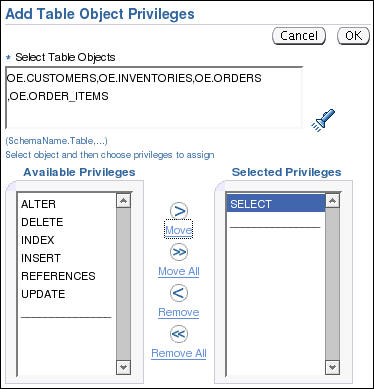 Add Table Object Privileges
Cancel OK
* Select Table Objects
OE.CUSTOMERS,OE.INVENTORIES,OE.ORDERS
,OE.ORDER_ITEMS
(SchemaName.Table,...)
Select object and then choose privileges to assign
Available Privileges
ALTER
DELETE
INDEX
INSERT
REFERENCES
UPDATE
Move
Move All
Remove
Remove All
Selected Privileges
SELECT